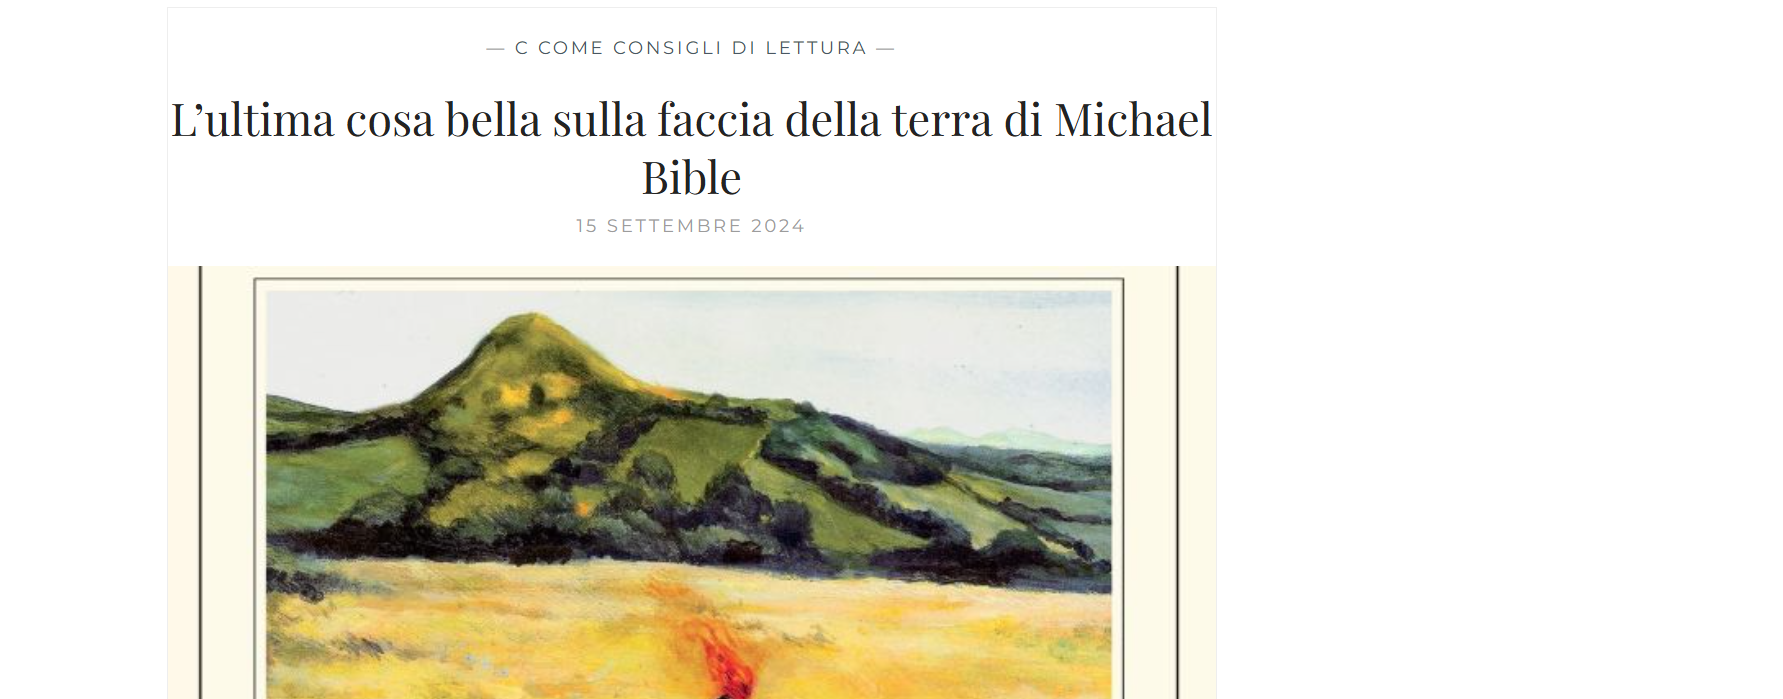 — C COME CONSIGLI DI LETTURA —
L’ultima cosa bella sulla faccia della terra di Michael
Bible
15 SETTEMBRE 2024